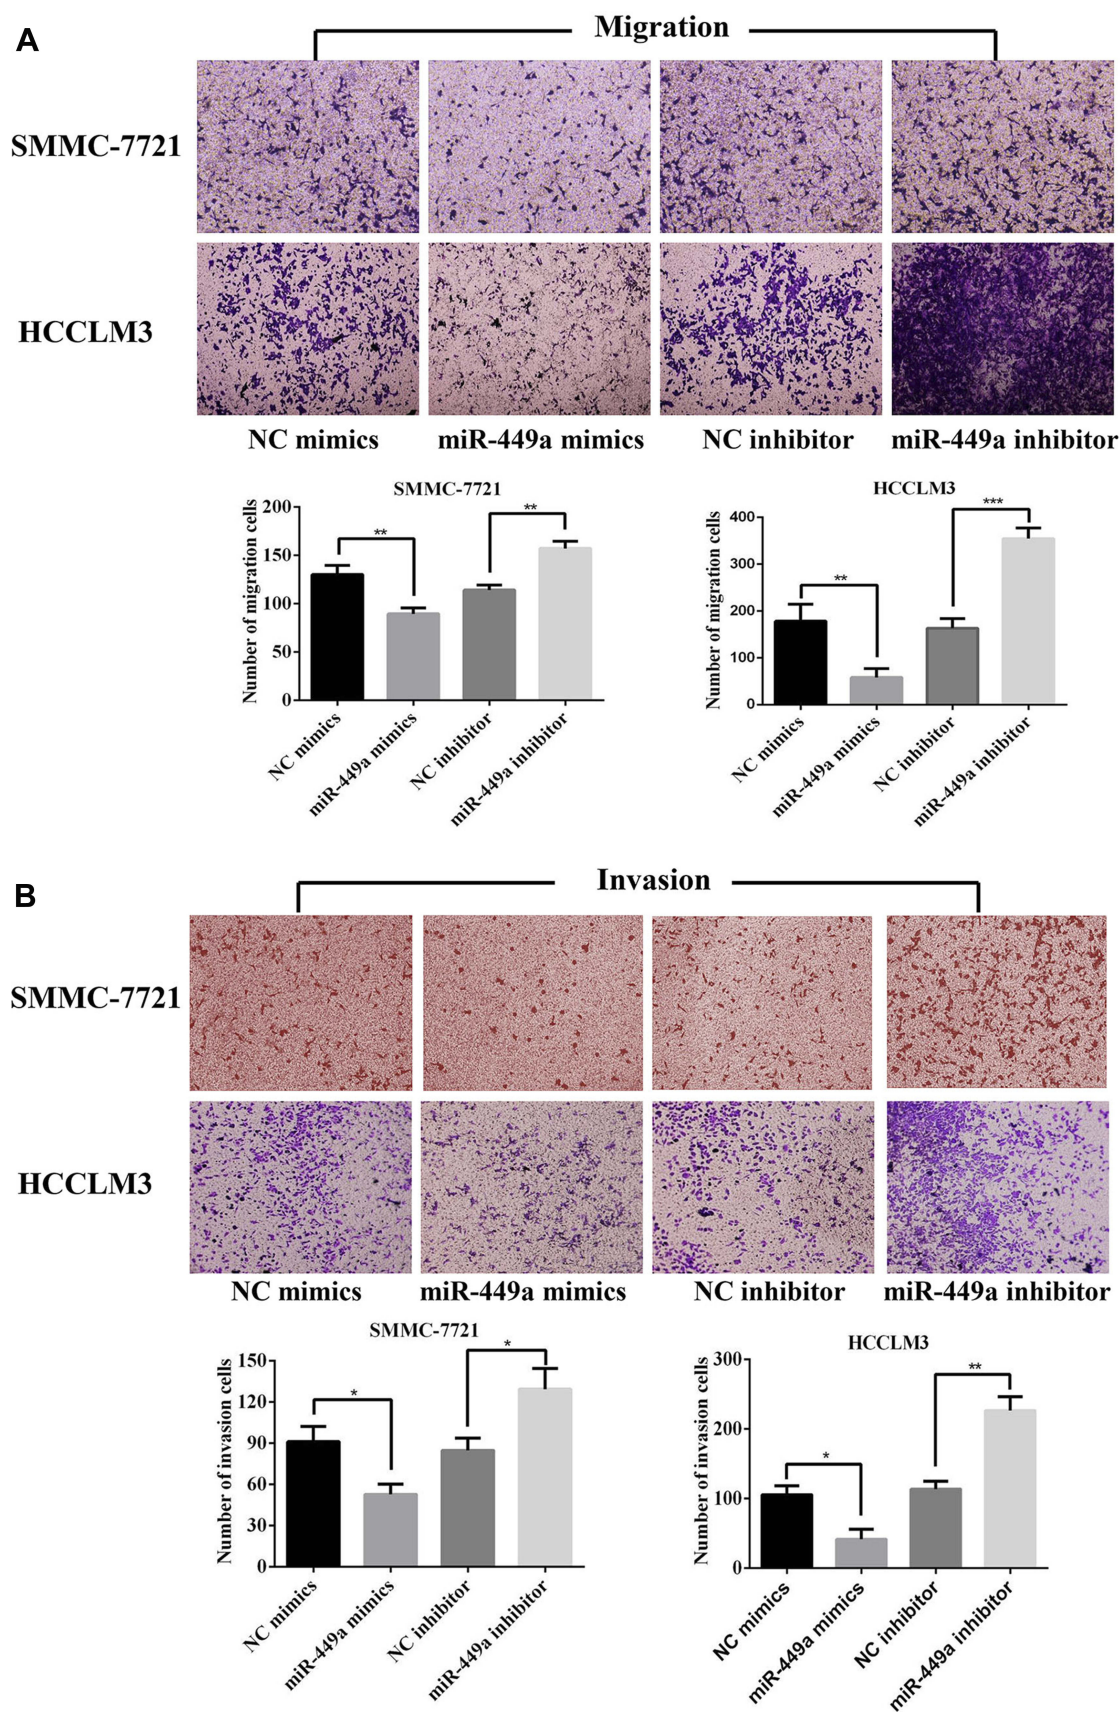 A
Migration
SMMC-7721
HCCLM3
NC mimics
miR-449a mimics
NC inhibitor
miR-449a inhibitor
SMMC-7721
Number of migration cells
200
150
100
50
0
**
**
NC mimics
miR-449a mimics
NC inhibitor
miR-449a inhibitor
HCCLM3
Number of migration cells
400
300
200
100
0
**
***
NC mimics
miR-449a mimics
NC inhibitor
miR-449a inhibitor
B
Invasion
SMMC-7721
HCCLM3
NC mimics
miR-449a mimics
NC inhibitor
miR-449a inhibitor
SMMC-7721
Number of invasion cells
150
120
90
60
30
0
*
*
NC mimics
miR-449a mimics
NC inhibitor
miR-449a inhibitor
HCCLM3
Number of invasion cells
300
200
100
0
*
**
NC mimics
miR-449a mimics
NC inhibitor
miR-449a inhibitor